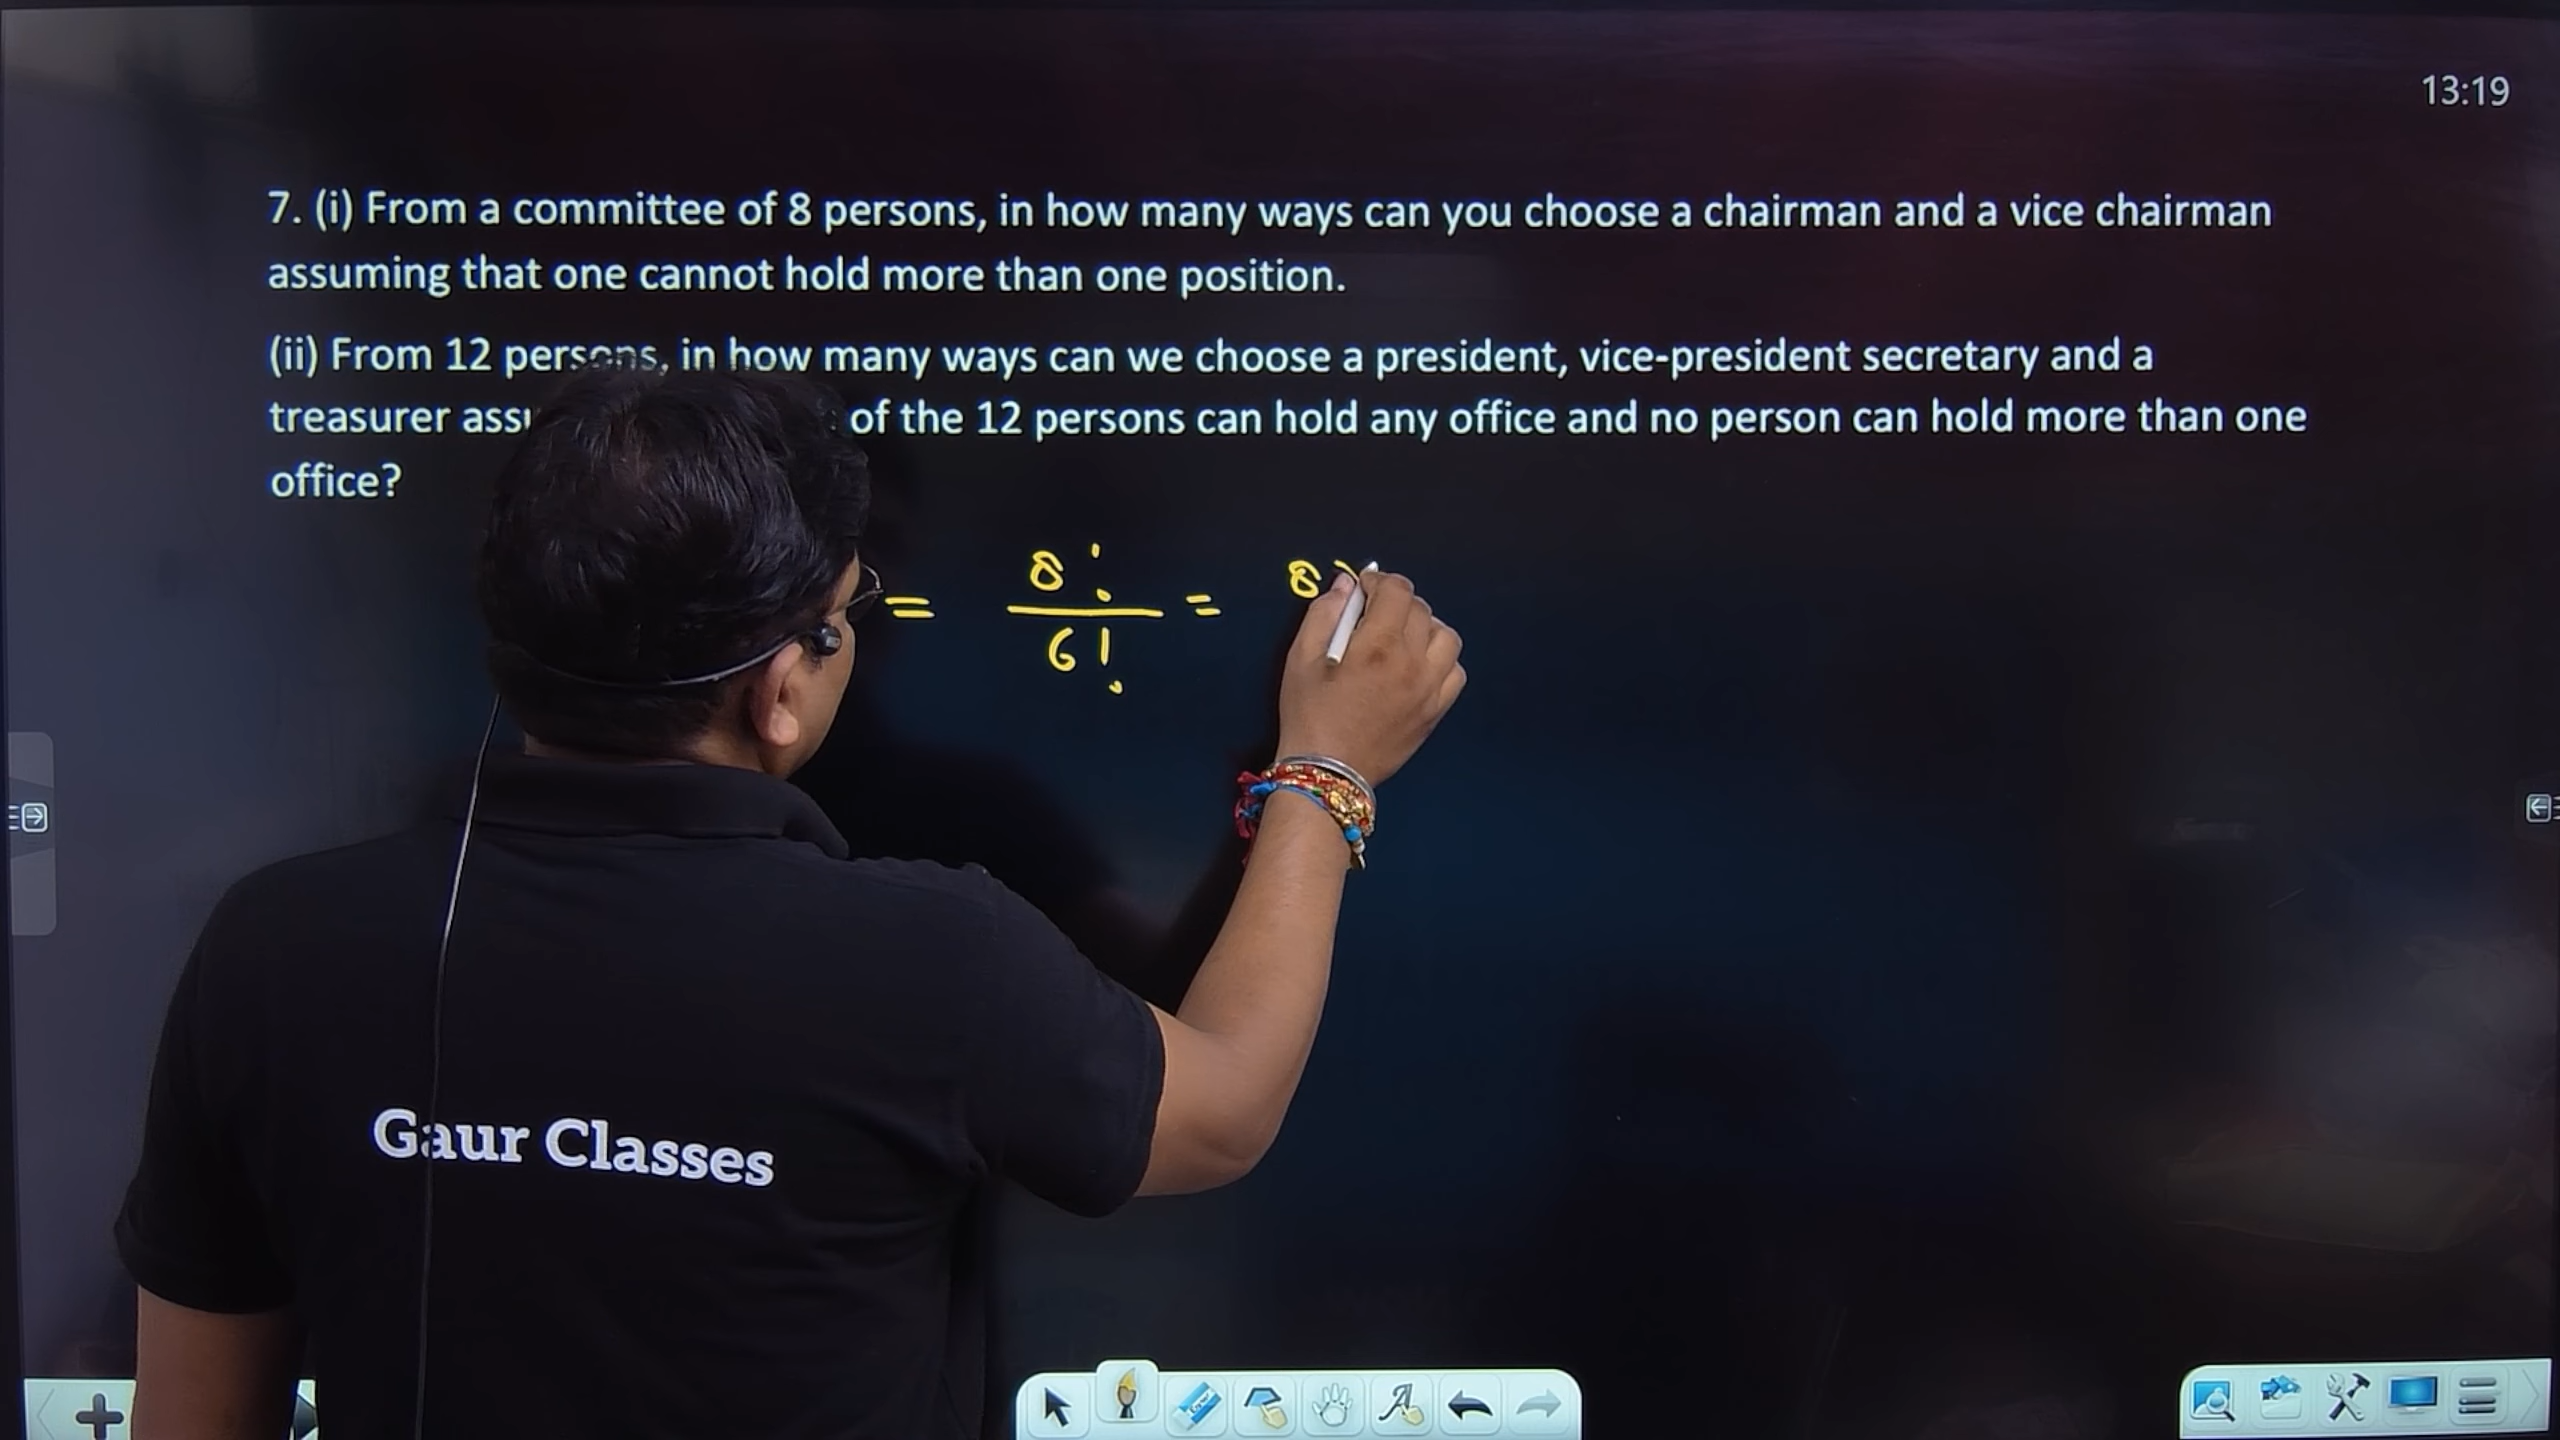 13:19
7. (i) From a committee of 8 persons, in how many ways can you choose a chairman and a vice chairman
assuming that one cannot hold more than one position.
(ii) From 12 persons, in how many ways can we choose a president, vice-president secretary and a
treasurer of the 12 persons can hold any office and no person can hold more than one
office?
= 8! / 6! = 8
Gaur Classes